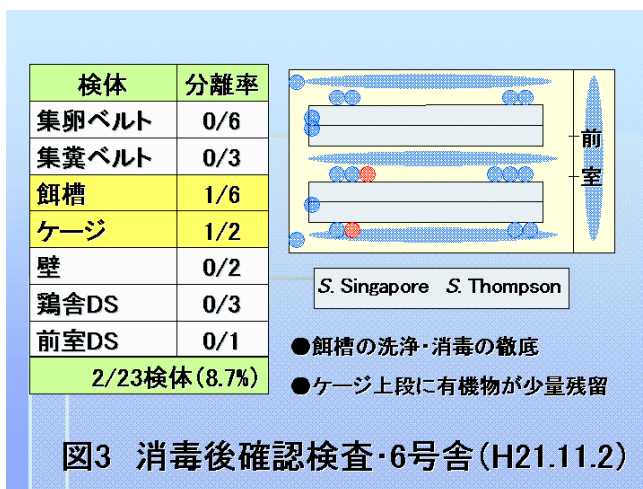 検体 分離率
集卵ベルト 0/6
集糞ベルト 0/3
餌槽 1/6
ケージ 1/2
壁 0/2
鶏舎DS 0/3
前室DS 0/1
2/23検体(8.7%)
前
室
S. Singapore S. Thompson
●餌槽の洗浄・消毒の徹底
●ケージ上段に有機物が少量残留
図3 消毒後確認検査・6号舎(H21.11.2)